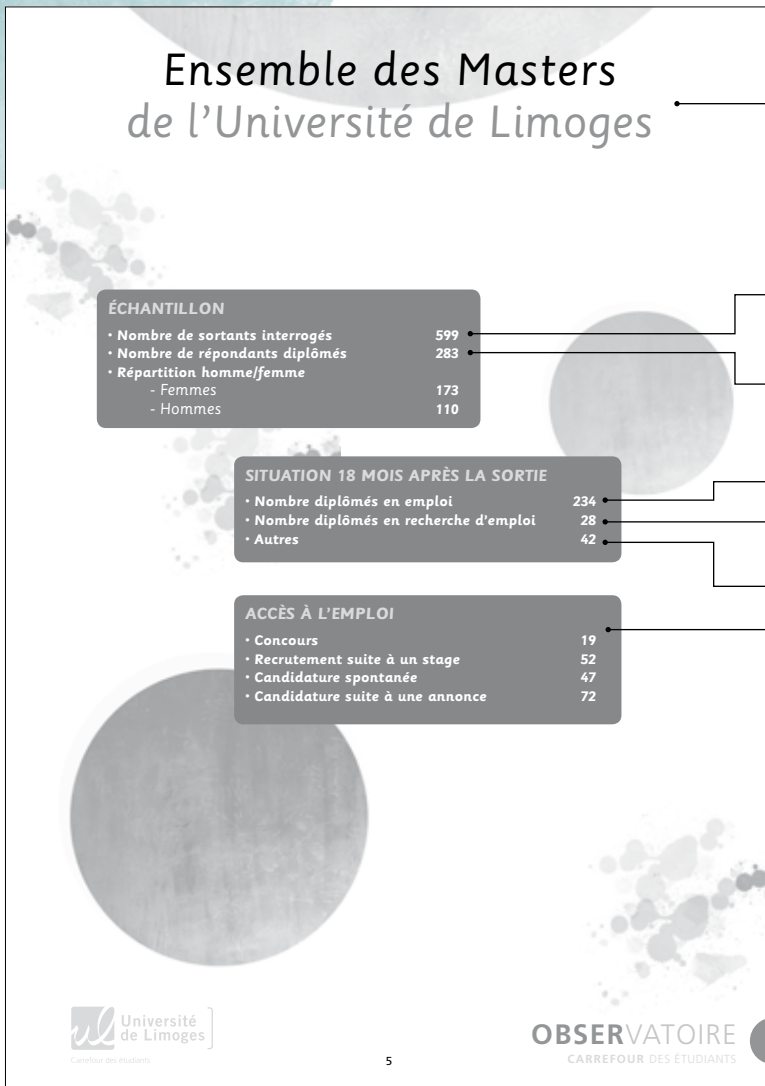 Ensemble des Masters
de l'Université de Limoges
ÉCHANTILLON
• Nombre de sortants interrogés 599
• Nombre de répondants diplômés 283
• Répartition homme/femme
- Femmes 173
- Hommes 110
SITUATION 18 MOIS APRÈS LA SORTIE
• Nombre diplômés en emploi 234
• Nombre diplômés en recherche d'emploi 28
• Autres 42
ACCÈS À L'EMPLOI
• Concours 19
• Recrutement suite à un stage 52
• Candidature spontanée 47
• Candidature suite à une annonce 72
ul Université
de Limoges
Carrefour des étudiants
5
OBSERVATOIRE
CARREFOUR DES ÉTUDIANTS